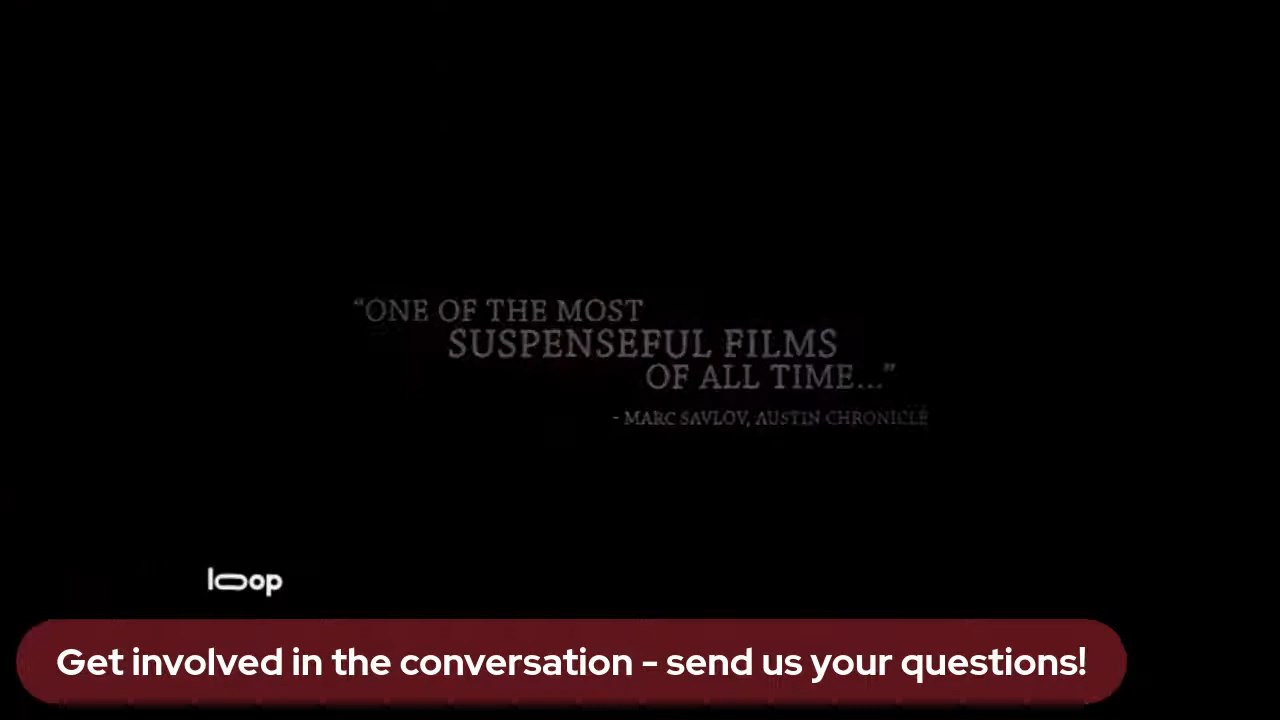 “ONE OF THE MOST
SUSPENSEFUL FILMS
OF ALL TIME...”
- MARC SAVLOV, AUSTIN CHRONICLE
loop
Get involved in the conversation - send us your questions!